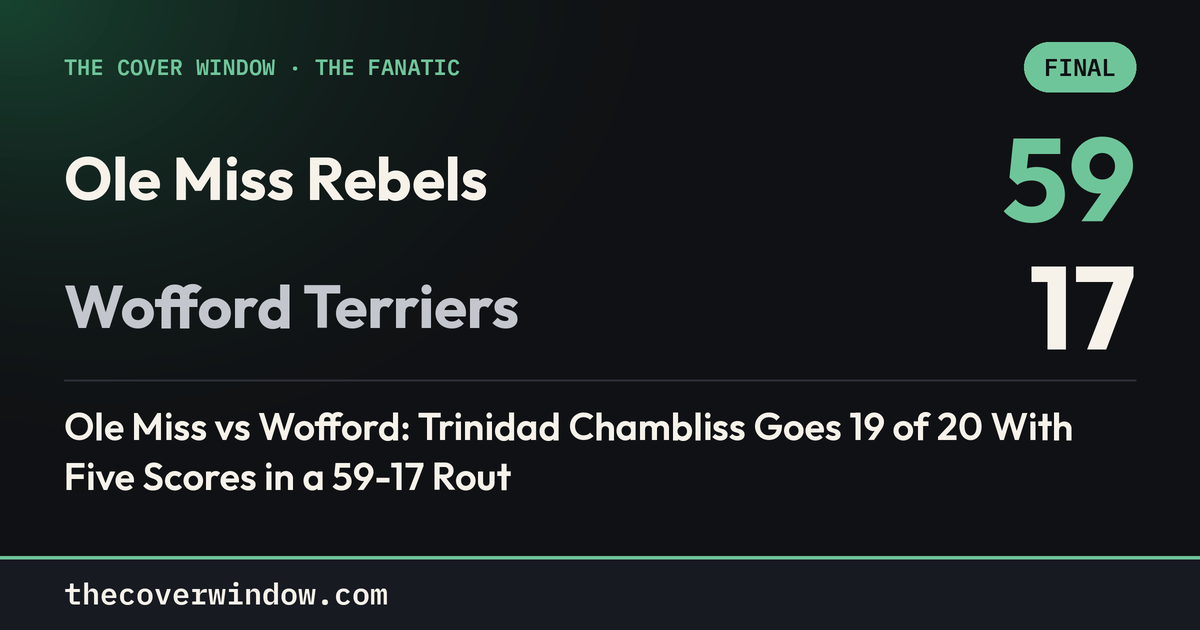 THE COVER WINDOW · THE FANATIC
FINAL
Ole Miss Rebels
59
Wofford Terriers
17
Ole Miss vs Wofford: Trinidad Chambliss Goes 19 of 20 With
Five Scores in a 59-17 Rout
thecoverwindow.com